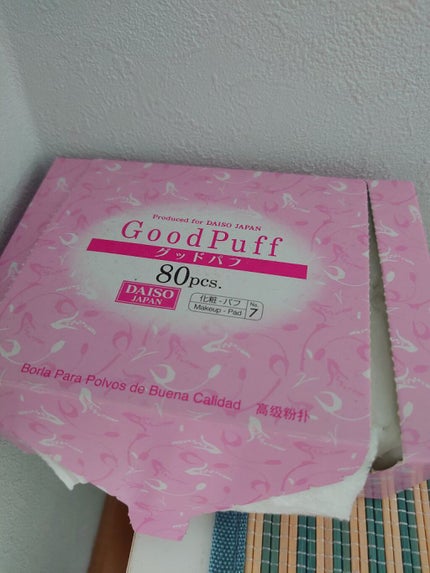 Produced for DAISO JAPAN
GoodPuff
グッドパフ
80pcs.
DAISO
JAPAN
化粧-パフ
Makeup - Pad
No.
7
Borla Para Polvos de Buena Calidad 高级粉扑